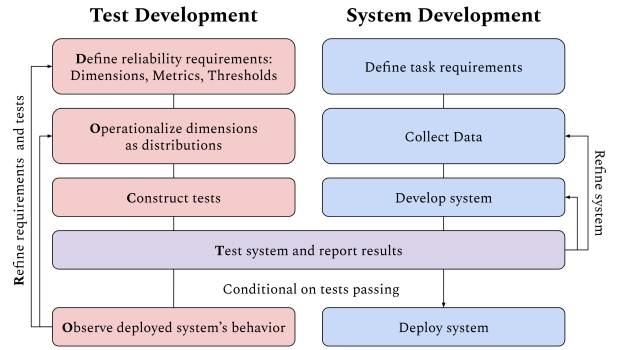 Test Development
System Development
Define reliability requirements:
Dimensions, Metrics, Thresholds
Define task requirements
Operationalize dimensions
as distributions
Collect Data
Construct tests
Develop system
Test system and report results
Conditional on tests passing
Observe deployed system's behavior
Deploy system
Refine requirements and tests
Refine system